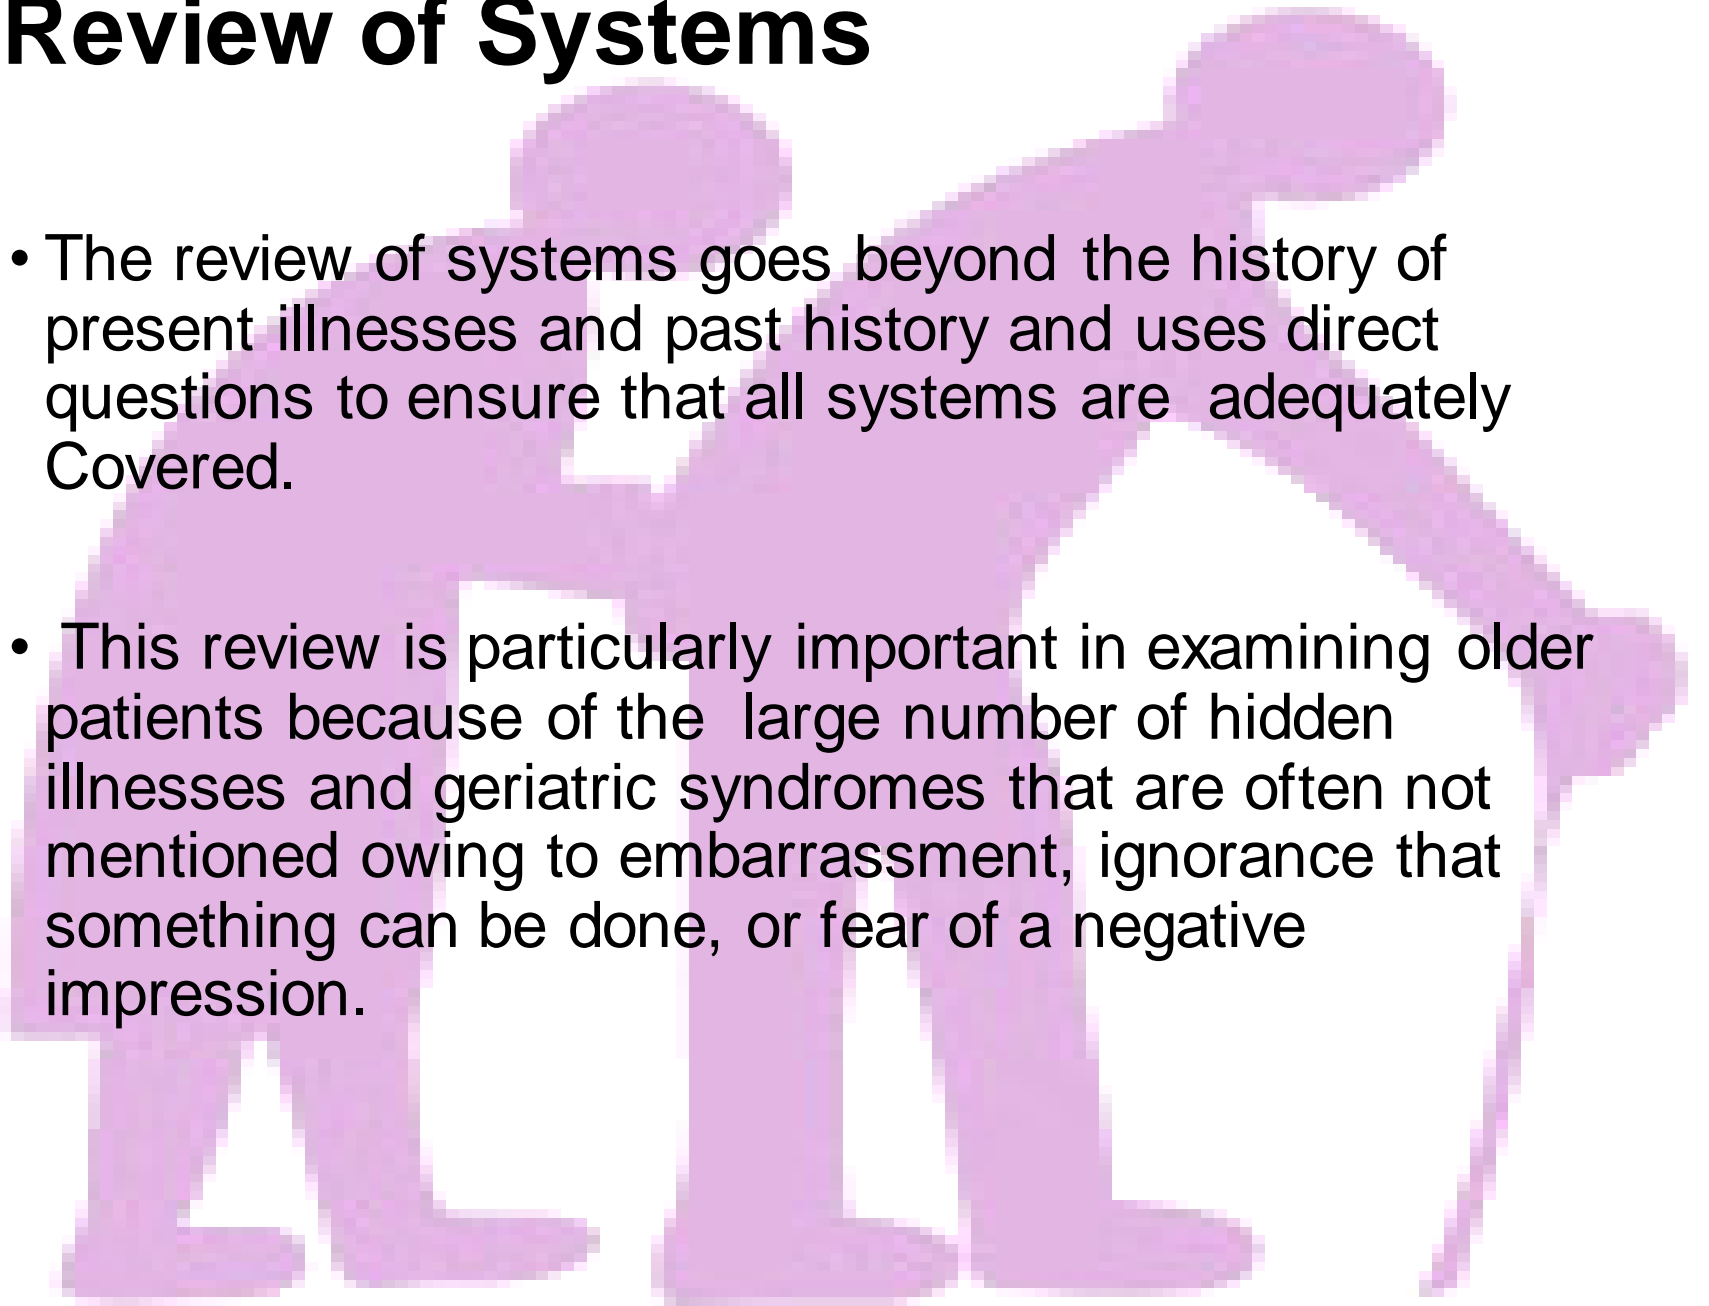 Review of Systems
• The review of systems goes beyond the history of
present illnesses and past history and uses direct
questions to ensure that all systems are adequately
Covered.
• This review is particularly important in examining older
patients because of the large number of hidden
illnesses and geriatric syndromes that are often not
mentioned owing to embarrassment, ignorance that
something can be done, or fear of a negative
impression.